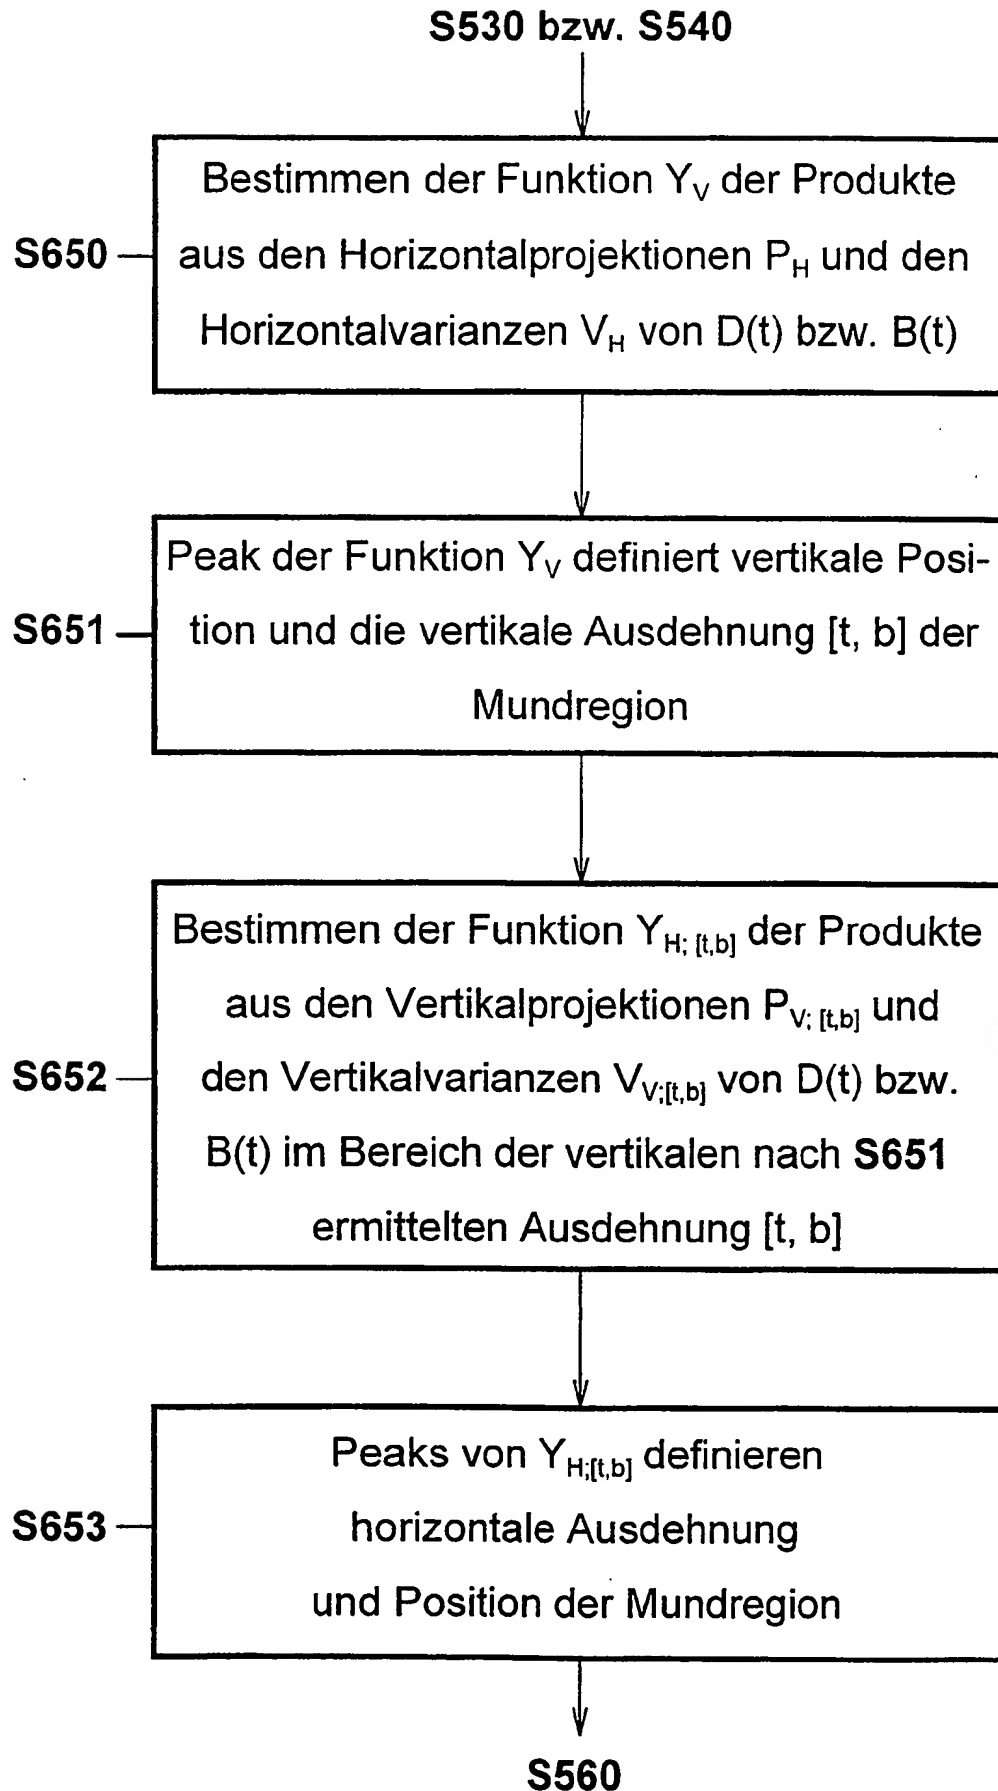 S530 bzw. S540
Bestimmen der Funktion Y_V der Produkte
S650
aus den Horizontalprojektionen P_H und den
Horizontalvarianzen V_H von D(t) bzw. B(t)
Peak der Funktion Y_V definiert vertikale Posi-
S651
tion und die vertikale Ausdehnung [t, b] der
Mundregion
Bestimmen der Funktion Y_H; [t,b] der Produkte
aus den Vertikalprojektionen P_V; [t,b] und
S652
den Vertikalvarianzen V_V;[t,b] von D(t) bzw.
B(t) im Bereich der vertikalen nach S651
ermittelten Ausdehnung [t, b]
Peaks von Y_H;[t,b] definieren
S653
horizontale Ausdehnung
und Position der Mundregion
S560